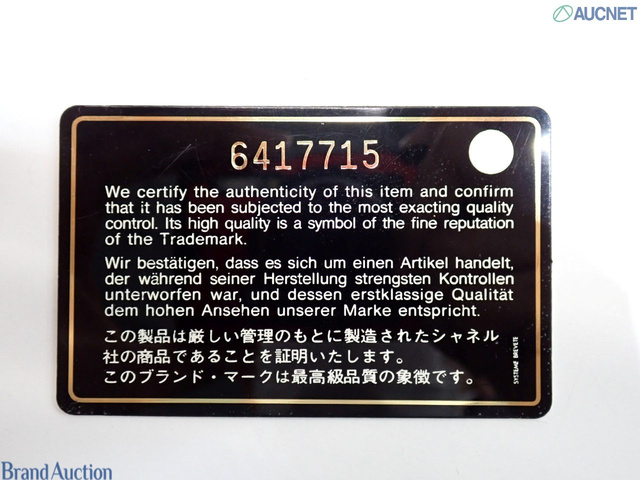 AUCNET
6417715
We certify the authenticity of this item and confirm
that it has been subjected to the most exacting quality
control. Its high quality is a symbol of the fine reputation
of the Trademark.
Wir bestätigen, dass es sich um einen Artikel handelt,
der während seiner Herstellung strengsten Kontrollen
unterworfen war, und dessen erstklassige Qualität
dem hohen Ansehen unserer Marke entspricht.
この製品は厳しい管理のもとに製造されたシャネル
社の商品であることを証明いたします。
このブランド・マークは最高級品質の象徴です。
SYSTEME BREVETE
Brand Auction